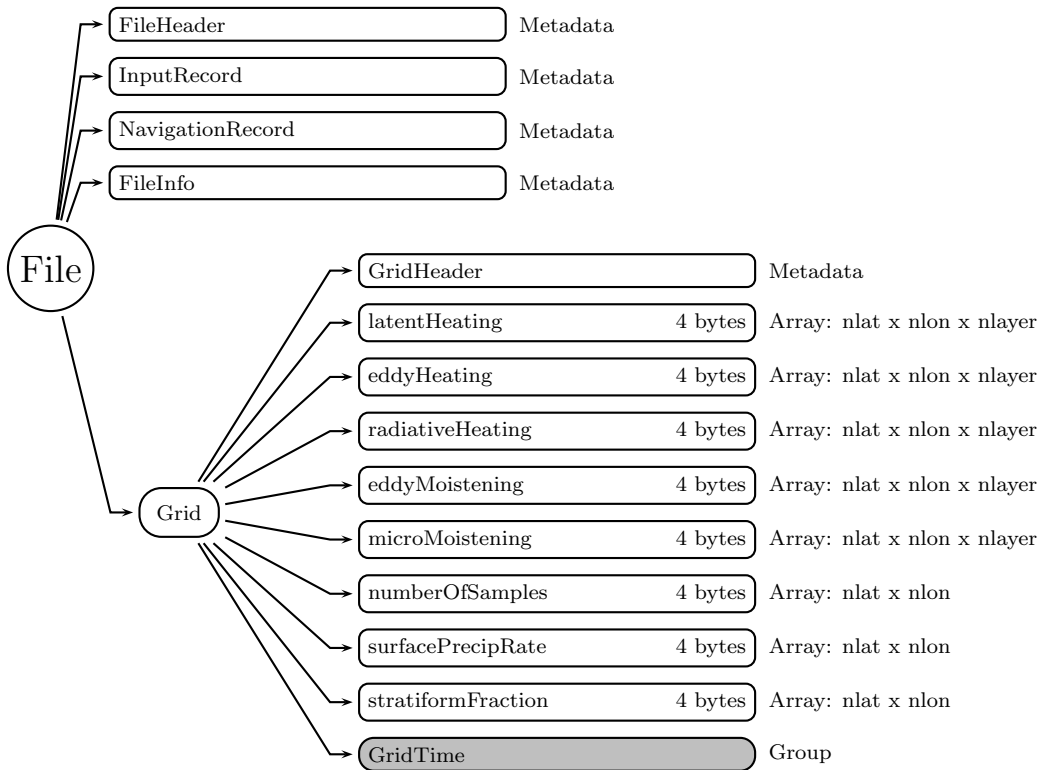 FileHeader Metadata
InputRecord Metadata
NavigationRecord Metadata
FileInfo Metadata
File
GridHeader Metadata
latentHeating 4 bytes Array: nlat x nlon x nlayer
eddyHeating 4 bytes Array: nlat x nlon x nlayer
radiativeHeating 4 bytes Array: nlat x nlon x nlayer
eddyMoistening 4 bytes Array: nlat x nlon x nlayer
Grid
microMoistening 4 bytes Array: nlat x nlon x nlayer
numberOfSamples 4 bytes Array: nlat x nlon
surfacePrecipRate 4 bytes Array: nlat x nlon
stratiformFraction 4 bytes Array: nlat x nlon
GridTime Group